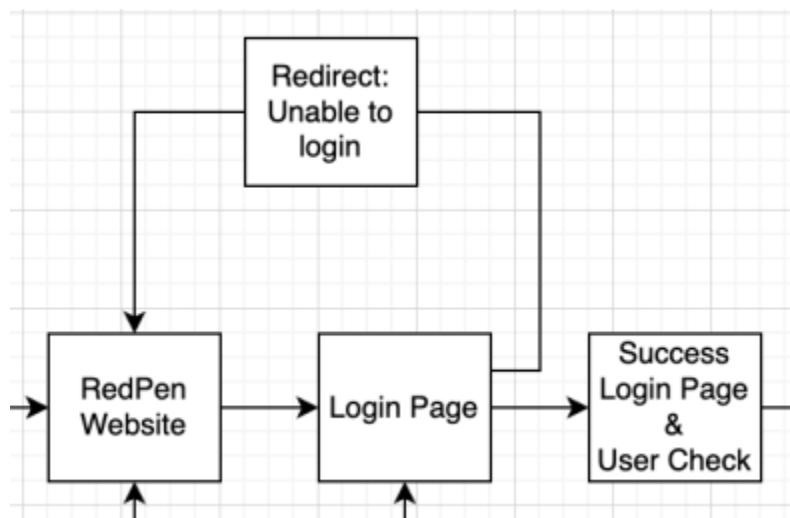 Redirect:
Unable to
login
RedPen
Website
Login Page
Success
Login Page
&
User Check